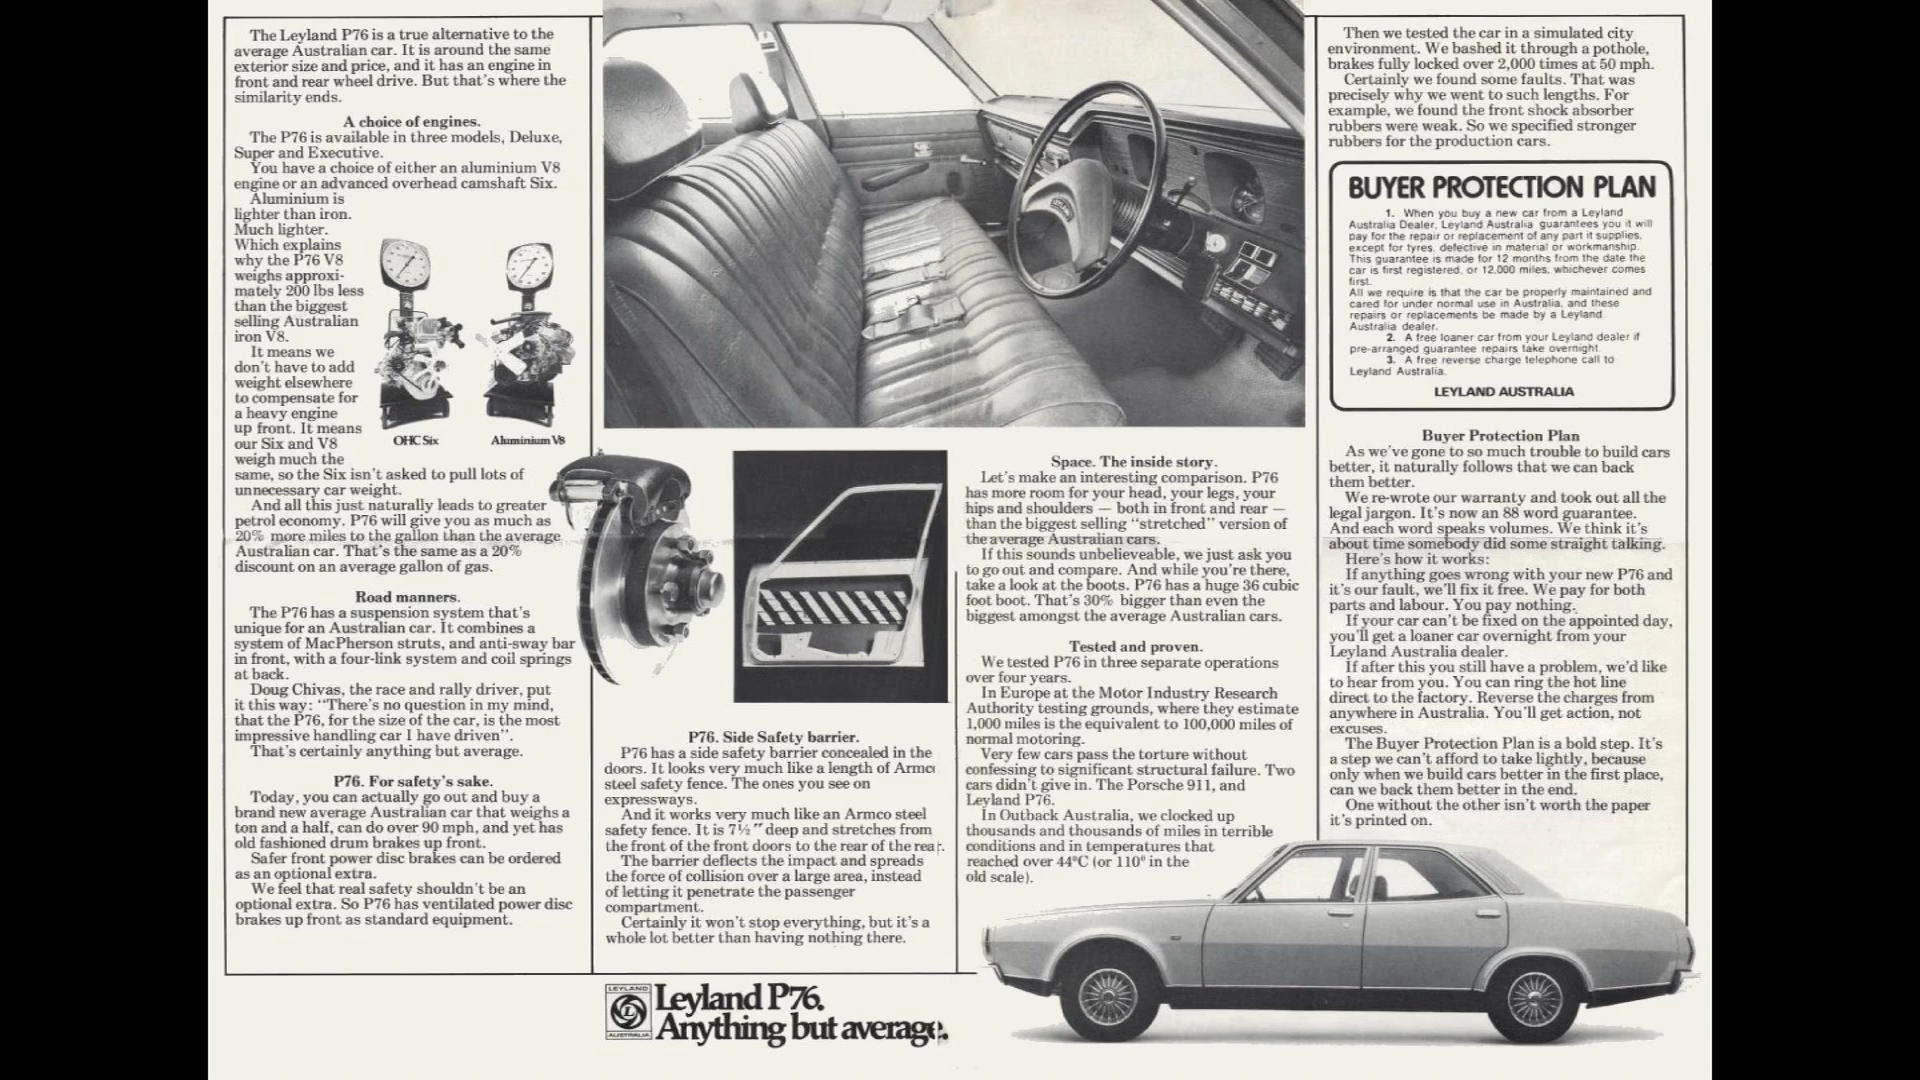 The Leyland P76 is a true alternative to the
average Australian car. It is around the same
exterior size and price, and it has an engine in
front and rear wheel drive. But that's where the
similarity ends.
A choice of engines.
The P76 is available in three models, Deluxe,
Super and Executive.
You have a choice of either an aluminium V8
engine or an advanced overhead camshaft Six.
Aluminium is
lighter than iron.
Much lighter.
Which explains
why the P76 V8
weighs approxi-
mately 200 lbs less
than the biggest
selling Australian
iron V8.
It means we
don't have to add
weight elsewhere
to compensate for
a heavy engine
up front. It means
our Six and V8
weigh much the
same, so the Six isn't asked to pull lots of
unnecessary car weight.
And all this just naturally leads to greater
petrol economy. P76 will give you as much as
20% more miles to the gallon than the average
Australian car. That's the same as a 20%
discount on an average gallon of gas.
OHC Six
Aluminium V8
Road manners.
The P76 has a suspension system that's
unique for an Australian car. It combines a
system of MacPherson struts, and anti-sway bar
in front, with a four-link system and coil springs
at back.
Doug Chivas, the race and rally driver, put
it this way: "There's no question in my mind,
that the P76, for the size of the car, is the most
impressive handling car I have driven".
That's certainly anything but average.
P76. For safety's sake.
Today, you can actually go out and buy a
brand new average Australian car that weighs a
ton and a half, can do over 90 mph, and yet has
old fashioned drum brakes up front.
Safer front power disc brakes can be ordered
as an optional extra.
We feel that real safety shouldn't be an
optional extra. So P76 has ventilated power disc
brakes up front as standard equipment.
P76. Side Safety barrier.
P76 has a side safety barrier concealed in the
doors. It looks very much like a length of Armco
steel safety fence. The ones you see on
expressways.
And it works very much like an Armco steel
safety fence. It is 7½" deep and stretches from
the front of the front doors to the rear of the rear.
The barrier deflects the impact and spreads
the force of collision over a large area, instead
of letting it penetrate the passenger
compartment.
Certainly it won't stop everything, but it's a
whole lot better than having nothing there.
Space. The inside story.
Let's make an interesting comparison. P76
has more room for your head, your legs, your
hips and shoulders — both in front and rear —
than the biggest selling "stretched" version of
the average Australian cars.
If this sounds unbelieveable, we just ask you
to go out and compare. And while you're there,
take a look at the boots. P76 has a huge 36 cubic
foot boot. That's 30% bigger than even the
biggest amongst the average Australian cars.
Tested and proven.
We tested P76 in three separate operations
over four years.
In Europe at the Motor Industry Research
Authority testing grounds, where they estimate
1,000 miles is the equivalent to 100,000 miles of
normal motoring.
Very few cars pass the torture without
confessing to significant structural failure. Two
cars didn't give in. The Porsche 911, and
Leyland P76.
In Outback Australia, we clocked up
thousands and thousands of miles in terrible
conditions and in temperatures that
reached over 44°C (or 110° in the
old scale).
Then we tested the car in a simulated city
environment. We bashed it through a pothole,
brakes fully locked over 2,000 times at 50 mph.
Certainly we found some faults. That was
precisely why we went to such lengths. For
example, we found the front shock absorber
rubbers were weak. So we specified stronger
rubbers for the production cars.
BUYER PROTECTION PLAN
1. When you buy a new car from a Leyland
Australia Dealer, Leyland Australia guarantees you it will
pay for the repair or replacement of any part it supplies,
except for tyres, defective in material or workmanship.
This guarantee is made for 12 months from the date the
car is first registered, or 12,000 miles, whichever comes
first.
All we require is that the car be properly maintained and
cared for under normal use in Australia, and these
repairs or replacements be made by a Leyland
Australia dealer.
2. A free loaner car from your Leyland dealer if
pre-arranged guarantee repairs take overnight.
3. A free reverse charge telephone call to
Leyland Australia.
LEYLAND AUSTRALIA
Buyer Protection Plan
As we've gone to so much trouble to build cars
better, it naturally follows that we can back
them better.
We re-wrote our warranty and took out all the
legal jargon. It's now an 88 word guarantee.
And each word speaks volumes. We think it's
about time somebody did some straight talking.
Here's how it works:
If anything goes wrong with your new P76 and
it's our fault, we'll fix it free. We pay for both
parts and labour. You pay nothing.
If your car can't be fixed on the appointed day,
you'll get a loaner car overnight from your
Leyland Australia dealer.
If after this you still have a problem, we'd like
to hear from you. You can ring the hot line
direct to the factory. Reverse the charges from
anywhere in Australia. You'll get action, not
excuses.
The Buyer Protection Plan is a bold step. It's
a step we can't afford to take lightly, because
only when we build cars better in the first place,
can we back them better in the end.
One without the other isn't worth the paper
it's printed on.
LEYLAND
L
AUSTRALIA
Leyland P76.
Anything but average.